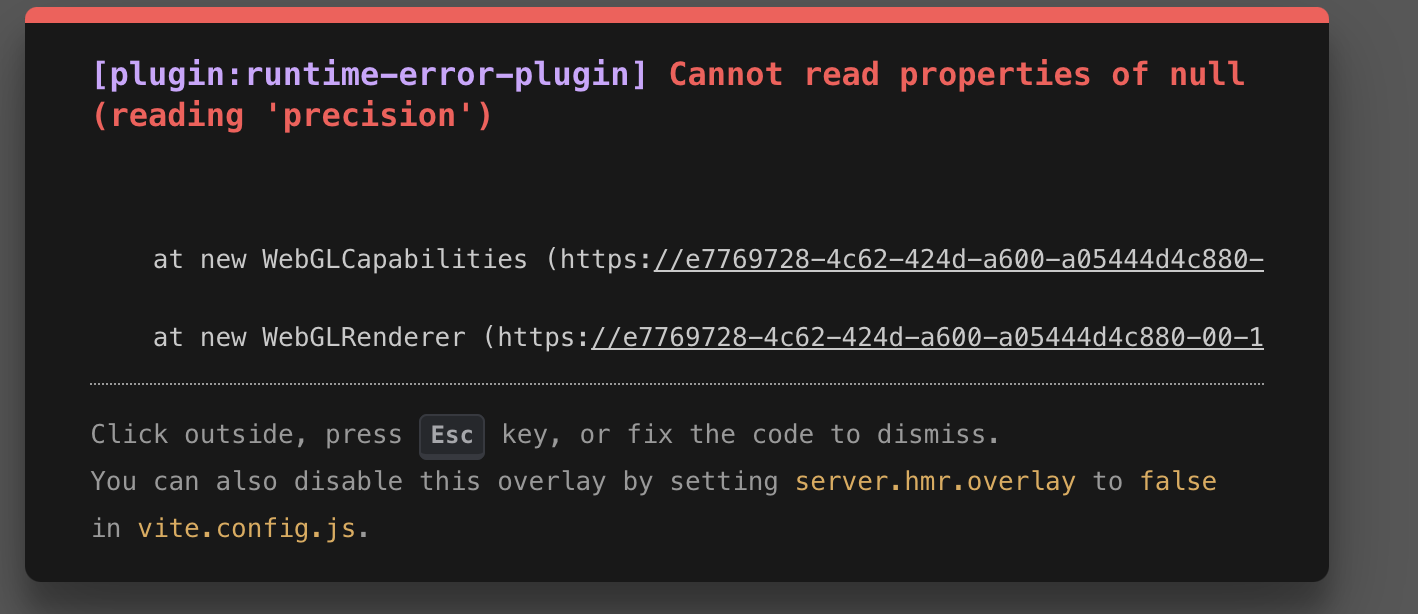 [plugin:runtime-error-plugin] Cannot read properties of null
(reading 'precision')
at new WebGLCapabilities (https://e7769728-4c62-424d-a600-a05444d4c880-
at new WebGLRenderer (https://e7769728-4c62-424d-a600-a05444d4c880-00-1
Click outside, press Esc key, or fix the code to dismiss.
You can also disable this overlay by setting server.hmr.overlay to false
in vite.config.js.